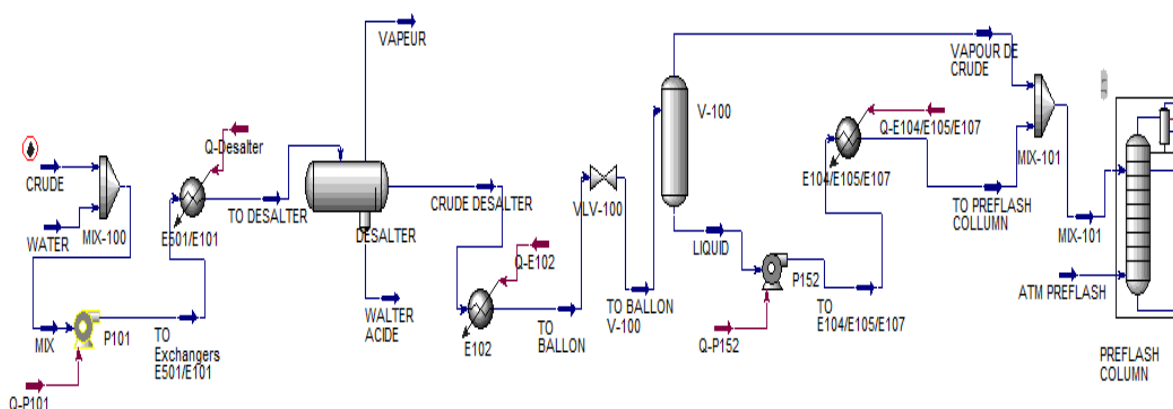 VAPEUR
VAPOUR DE
CRUDE
V-100
Q-E104/E105/E107
MIX-101
Q-Desalter
CRUDE
E104/E105/E107
WATER
MIX-100
E501/E101
TO DESALTER
DESALTER
CRUDE DESALTER
VLV-100
TO PREFLASH
COLLUMN
MIX-101
LIQUID
Q-E102
P152
ATM PREFLASH
MIX
P101
TO
Exchangers
E501/E101
WALTER
ACIDE
E102
TO
BALLON
TO BALLON
V-100
Q-P152
TO
E104/E105/E107
PREFLASH
COLUMN
Q-P101